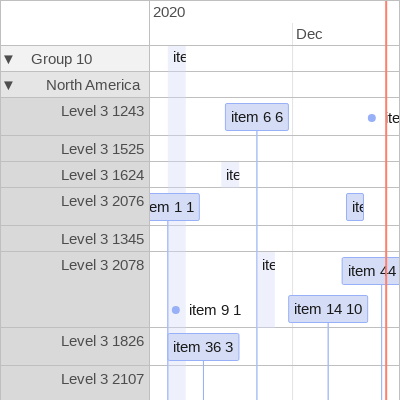 2020
Dec
▼ Group 10 ite
▼ North America
Level 3 1243 item 6 6 ite
Level 3 1525
Level 3 1624 ite
Level 3 2076 em 1 1 ite
Level 3 1345
Level 3 2078 ite item 44
item 9 1 item 14 10
Level 3 1826 item 36 3
Level 3 2107